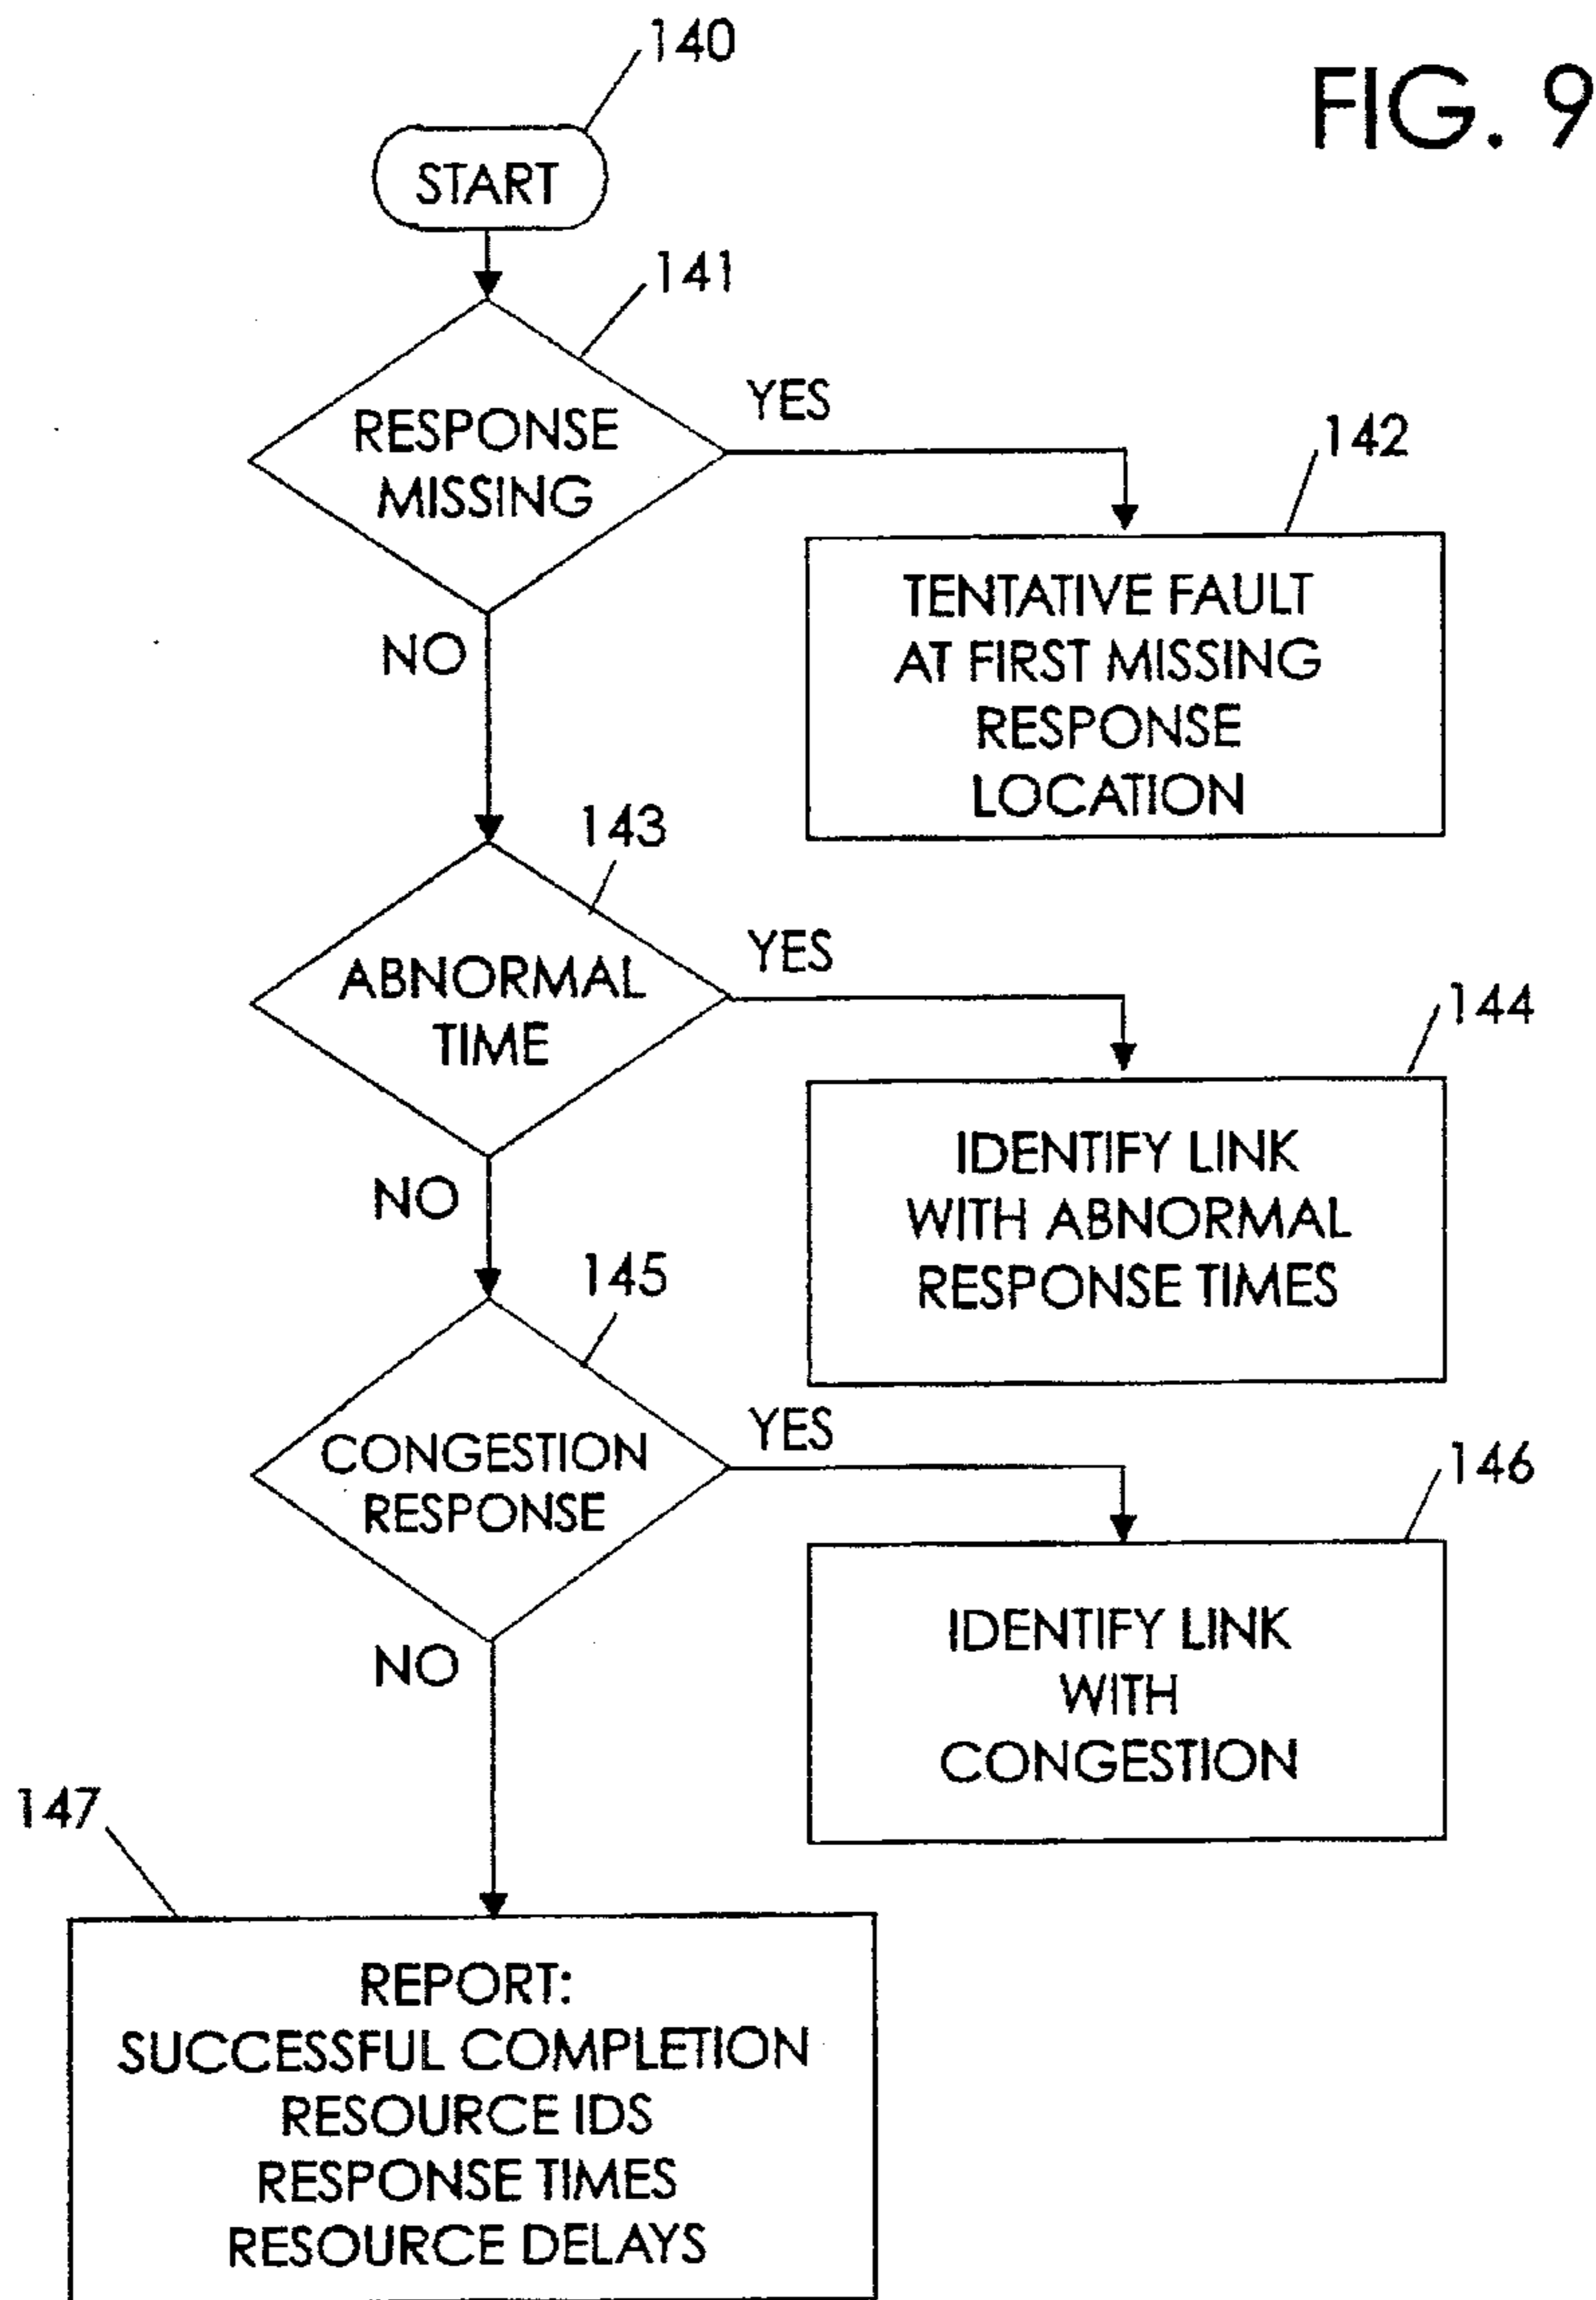 140
FIG. 9
START
141
RESPONSE
MISSING
YES
142
TENTATIVE FAULT
AT FIRST MISSING
RESPONSE
LOCATION
NO
143
ABNORMAL
TIME
YES
144
IDENTIFY LINK
WITH ABNORMAL
RESPONSE TIMES
NO
145
CONGESTION
RESPONSE
YES
146
IDENTIFY LINK
WITH
CONGESTION
NO
147
REPORT:
SUCCESSFUL COMPLETION
RESOURCE IDS
RESPONSE TIMES
RESOURCE DELAYS